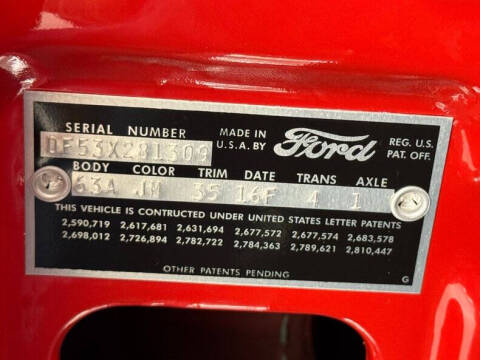 SERIAL NUMBER MADE IN U.S.A. BY Ford REG. U.S. PAT. OFF.
DF53X281309
BODY COLOR TRIM DATE TRANS AXLE
63A JM 35 16F 4 1
THIS VEHICLE IS CONSTRUCTED UNDER UNITED STATES LETTER PATENTS
2,590,719 2,617,681 2,631,694 2,677,572 2,677,574 2,683,578
2,698,012 2,726,894 2,782,722 2,784,363 2,789,621 2,810,447
OTHER PATENTS PENDING G